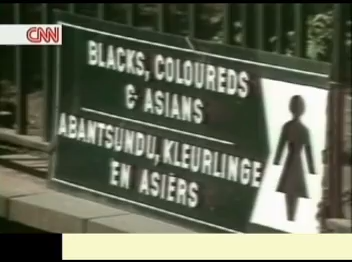 CNN
BLACKS, COLOUREDS
& ASIANS
ABANTSUNDU, KLEURLINGE
EN ASIËRS